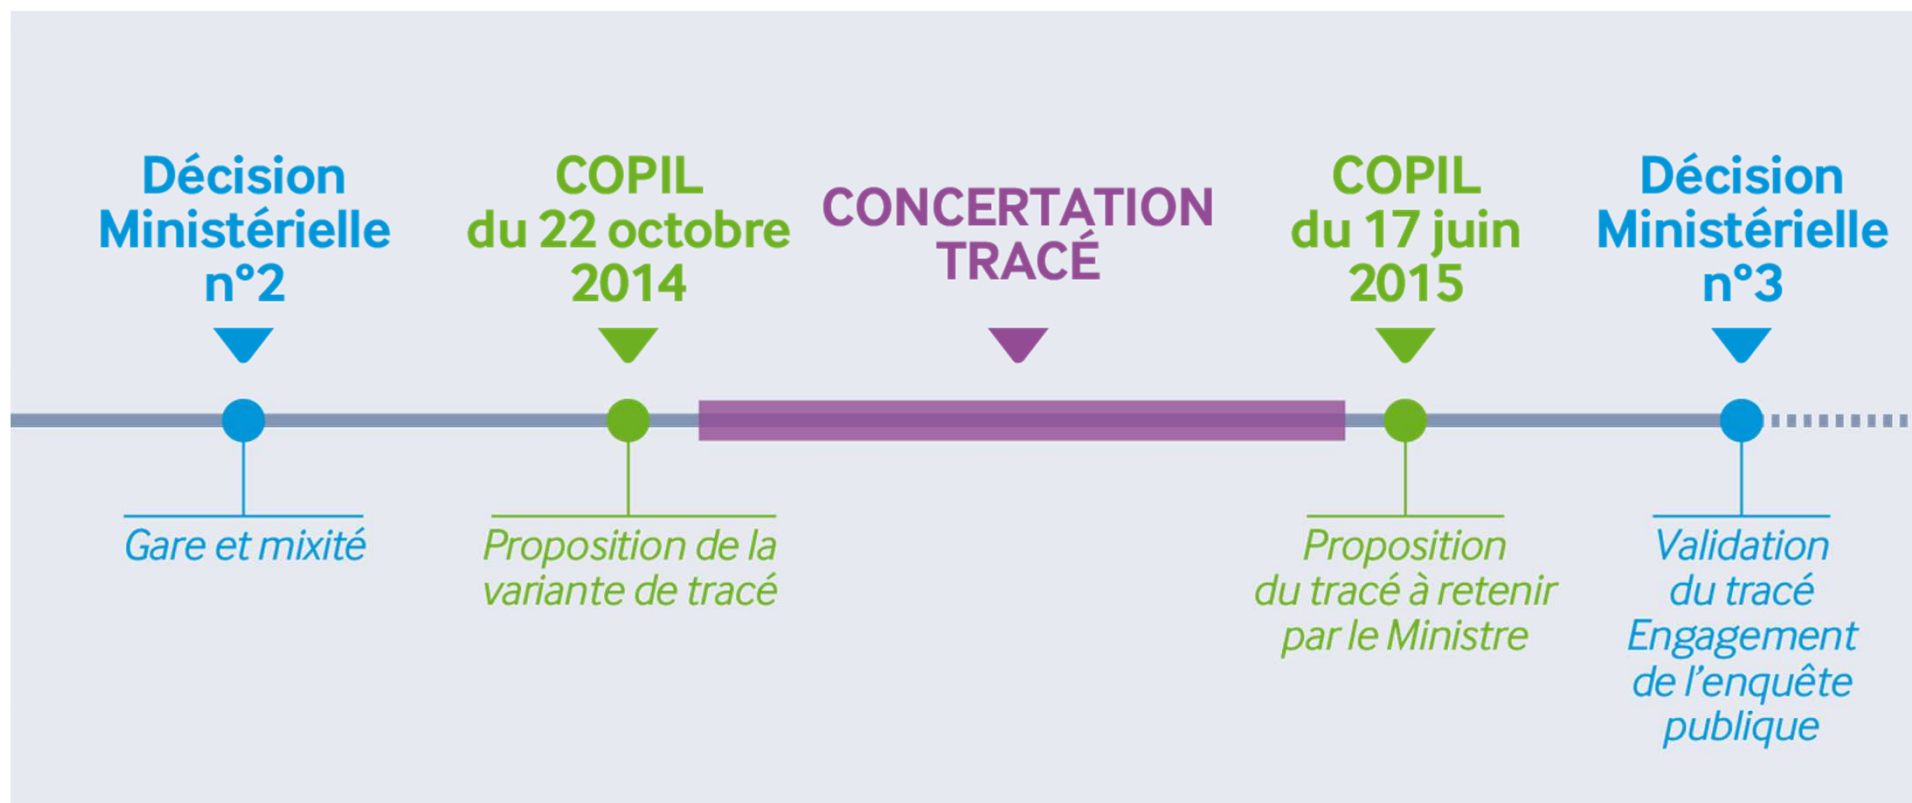 Décision
Ministérielle
n°2
COPIL
du 22 octobre
2014
CONCERTATION
TRACÉ
COPIL
du 17 juin
2015
Décision
Ministérielle
n°3
Gare et mixité
Proposition de la
variante de tracé
Proposition
du tracé à retenir
par le Ministre
Validation
du tracé
Engagement
de l'enquête
publique